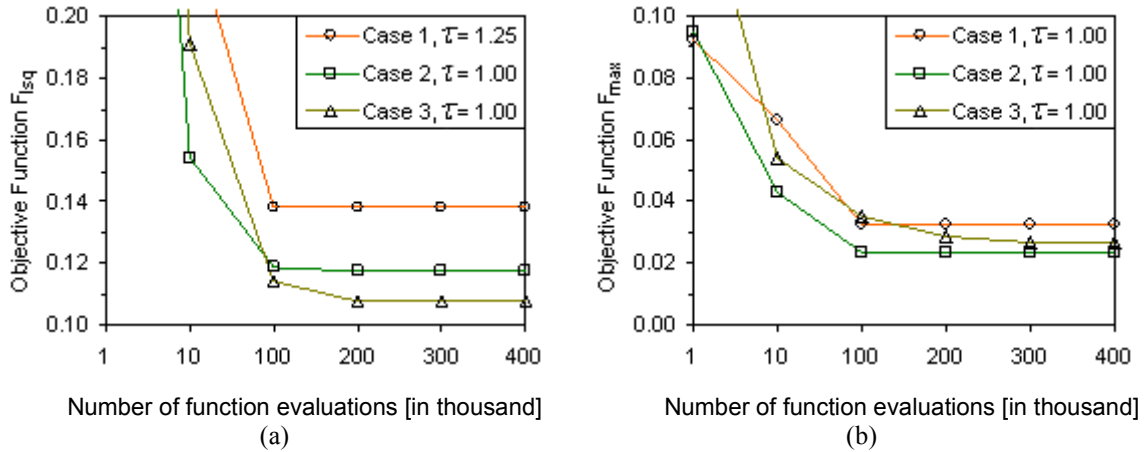 0.20
0.18
0.16
0.14
0.12
0.10
Objective Function F_lsq
Case 1, τ = 1.25
Case 2, τ = 1.00
Case 3, τ = 1.00
1 10 100 200 300 400
Number of function evaluations [in thousand]
(a)
0.10
0.08
0.06
0.04
0.02
0.00
Objective Function F_max
Case 1, τ = 1.00
Case 2, τ = 1.00
Case 3, τ = 1.00
1 10 100 200 300 400
Number of function evaluations [in thousand]
(b)